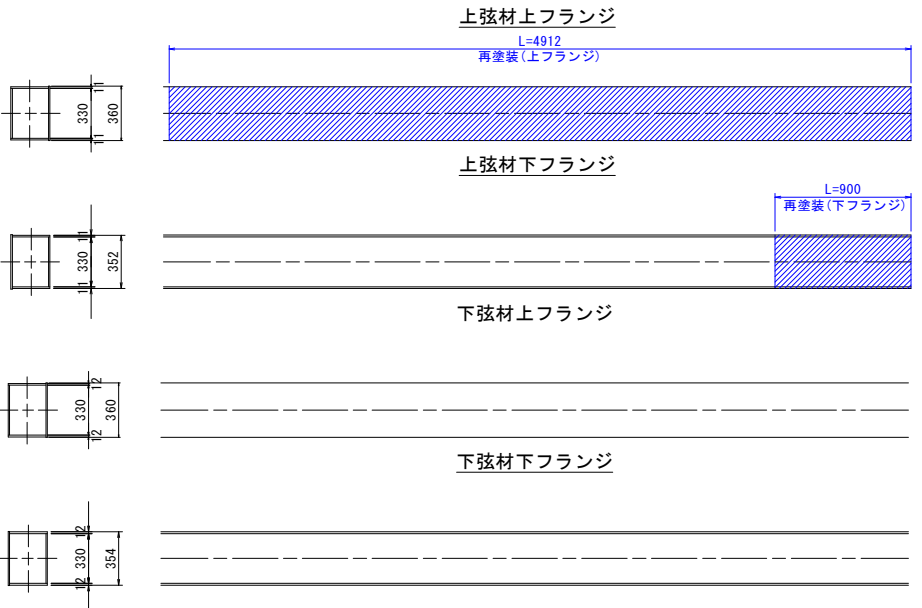 上弦材上フランジ
L=4912
再塗装(上フランジ)
11
330
360
11
上弦材下フランジ
L=900
再塗装(下フランジ)
11
330
352
11
下弦材上フランジ
12
330
360
12
下弦材下フランジ
12
330
354
12